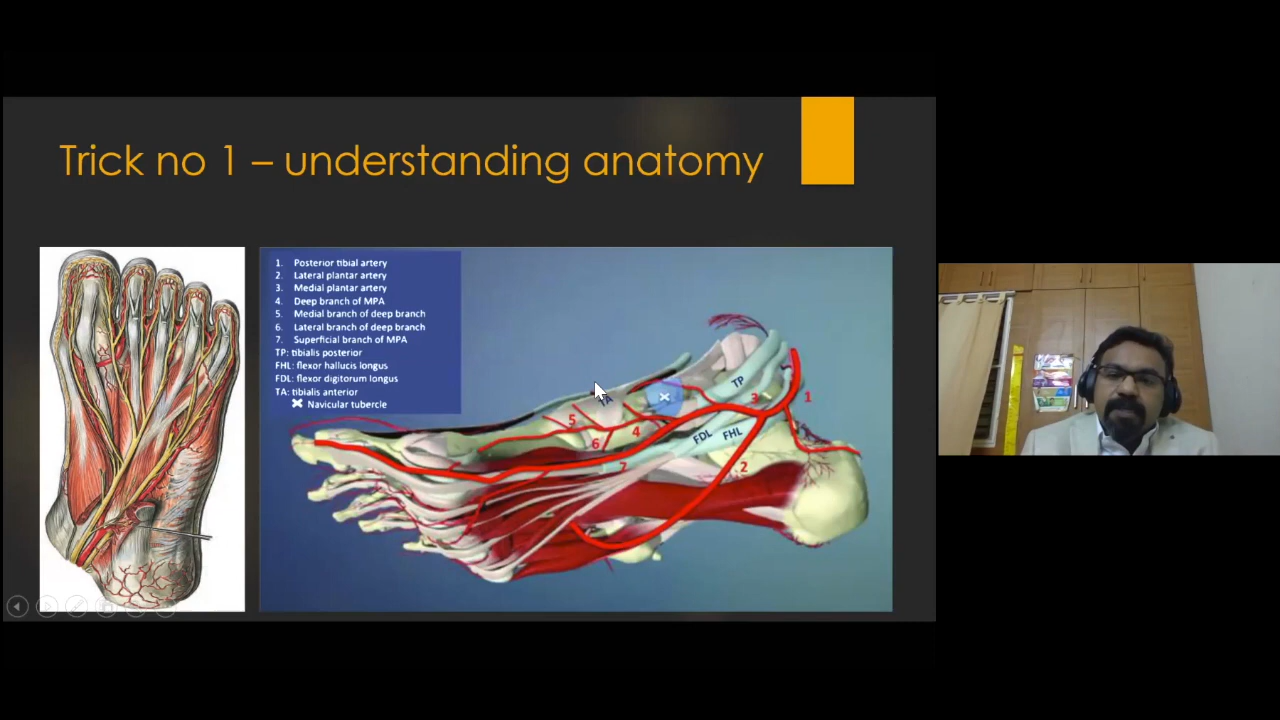 Trick no 1 – understanding anatomy
1. Posterior tibial artery
2. Lateral plantar artery
3. Medial plantar artery
4. Deep branch of MPA
5. Medial branch of deep branch
6. Lateral branch of deep branch
7. Superficial branch of MPA
TP: tibialis posterior
FHL: flexor hallucis longus
FDL: flexor digitorum longus
TA: tibialis anterior
Navicular tubercle
TP
3
1
5
4
6
FDL
FHL
7
2